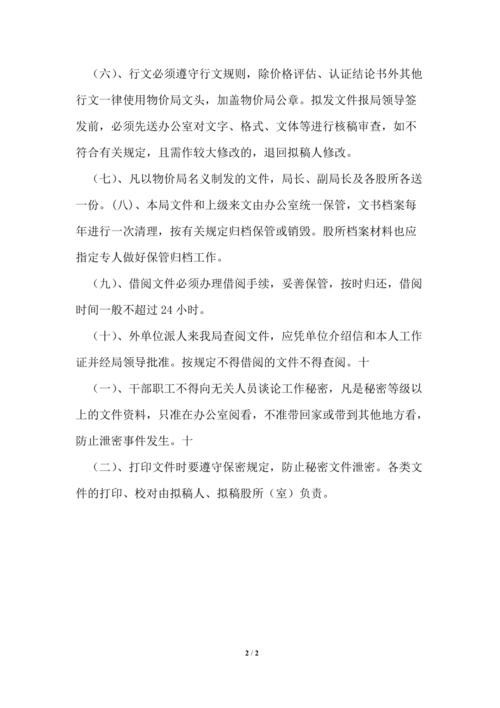 （六）、行文必须遵守行文规则，除价格评估、认证结论书外其他
行文一律使用物价局文头，加盖物价局公章。拟发文件报局领导签
发前，必须先送办公室对文字、格式、文体等进行核稿审查，如不
符合有关规定，且需作较大修改的，退回拟稿人修改。
（七）、凡以物价局名义制发的文件，局长、副局长及各股所各送
一份。(八）、本局文件和上级来文由办公室统一保管，文书档案每
年进行一次清理，按有关规定归档保管或销毁。股所档案材料也应
指定专人做好保管归档工作。
（九）、借阅文件必须办理借阅手续，妥善保管，按时归还，借阅
时间一般不超过 24 小时。
（十）、外单位派人来我局查阅文件，应凭单位介绍信和本人工作
证并经局领导批准。按规定不得借阅的文件不得查阅。十
（一）、干部职工不得向无关人员谈论工作秘密，凡是秘密等级以
上的文件资料，只准在办公室阅看，不准带回家或带到其他地方看，
防止泄密事件发生。十
（二）、打印文件时要遵守保密规定，防止秘密文件泄密。各类文
件的打印、校对由拟稿人、拟稿股所（室）负责。
2 / 2